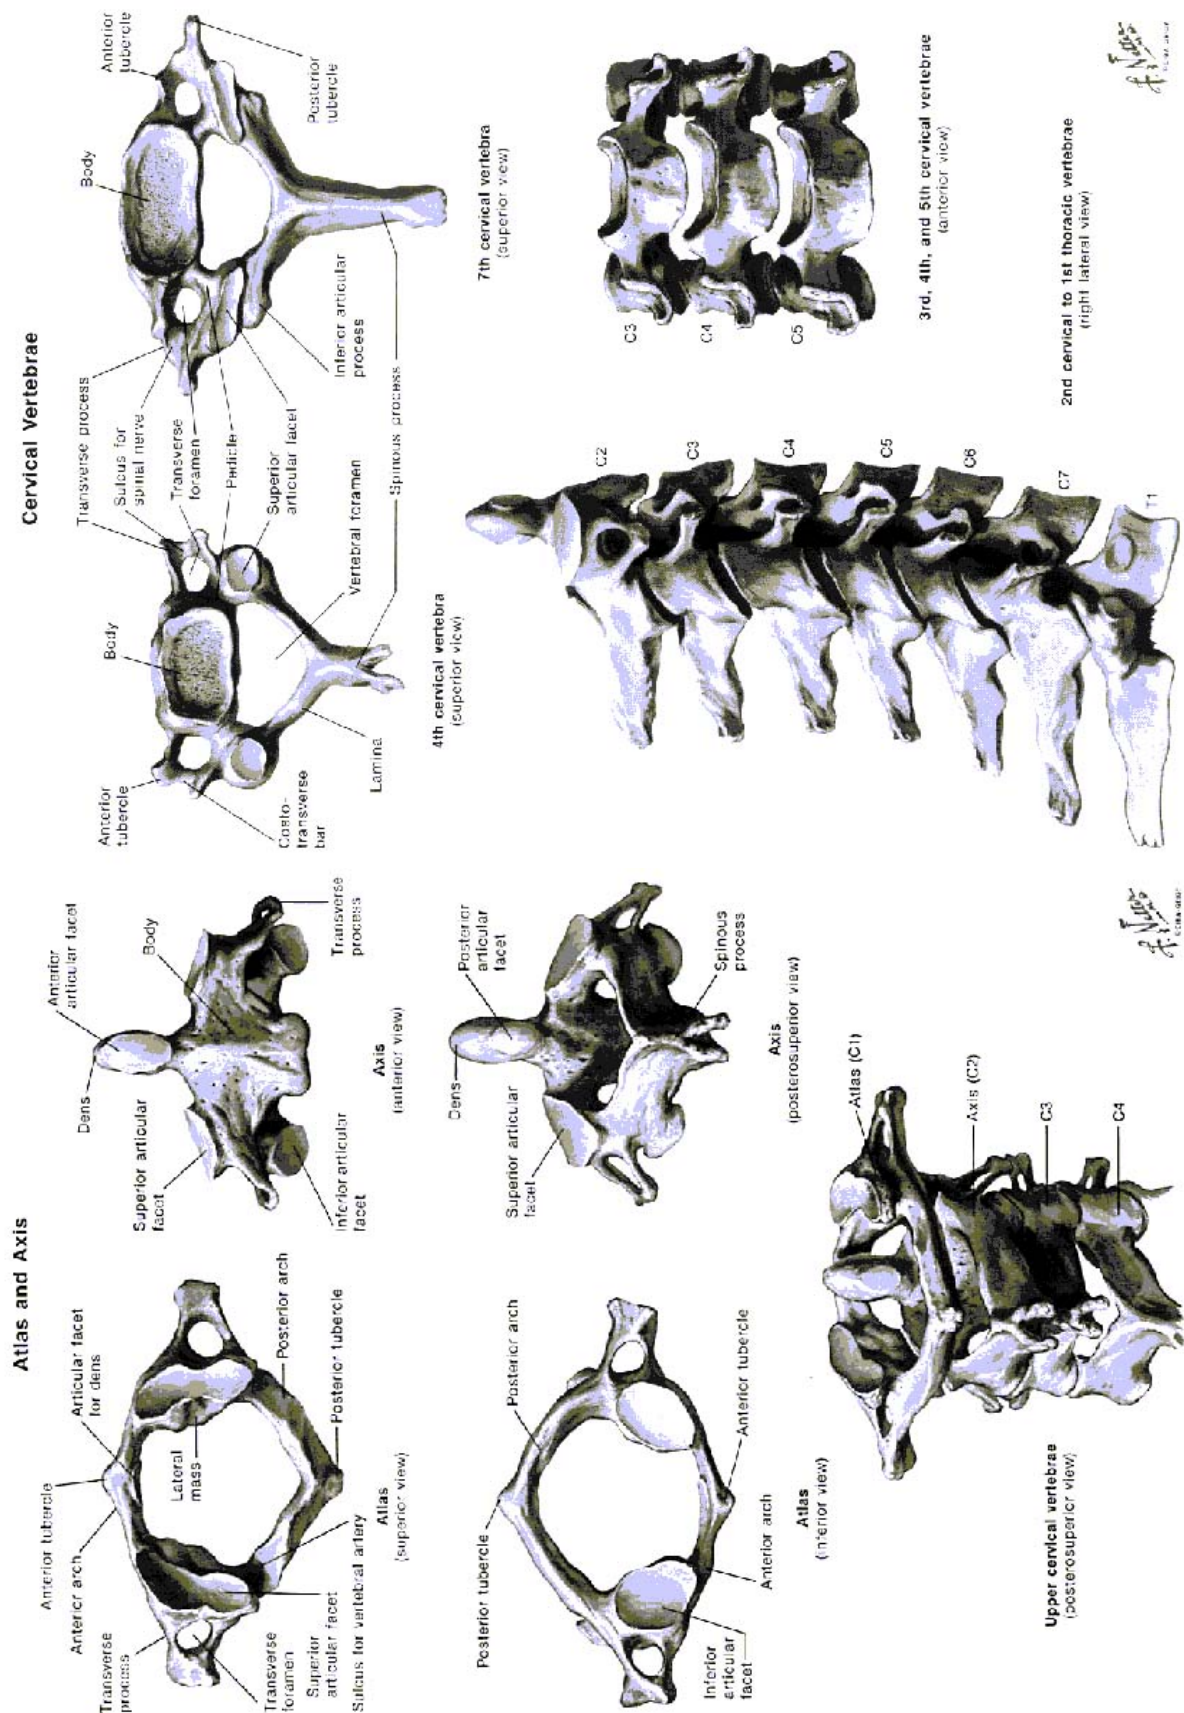 Atlas and Axis
Anterior tubercle
Anterior arch
Transverse
process
Articular facet
for dens
Lateral
mass
Posterior arch
Posterior tubercle
Transverse
foramen
Superior
articular facet
Sulcus for vertebral artery
Atlas
(superior view)
Anterior
articular facet
Dens
Body
Superior articular
facet
Inferior articular
facet
Transverse
process
Axis
(anterior view)
Posterior tubercle
Posterior arch
Inferior
articular
facet
Anterior arch
Anterior tubercle
Atlas
(inferior view)
Dens
Posterior
articular
facet
Superior articular
facet
Spinous
process
Axis
(posterosuperior view)
Atlas (C1)
Axis (C2)
C3
C4
Upper cervical vertebrae
(posterosuperior view)
Cervical Vertebrae
Anterior
tubercle
Body
Costo-
transverse
bar
Lamina
Transverse process
Sulcus for
spinal nerve
Transverse
foramen
Pedicle
Superior
articular facet
Vertebral foramen
Spinous process
4th cervical vertebra
(superior view)
Body
Anterior
tubercle
Posterior
tubercle
Inferior articular
process
7th cervical vertebra
(superior view)
C2
C3
C4
C5
C6
C7
T1
2nd cervical to 1st thoracic vertebrae
(right lateral view)
C3
C4
C5
3rd, 4th, and 5th cervical vertebrae
(anterior view)